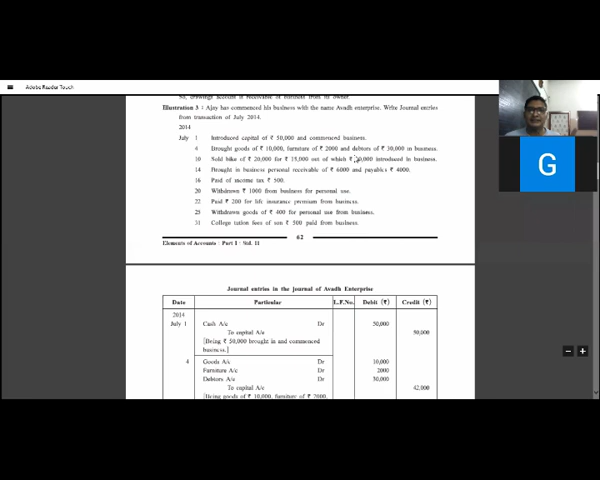 Adobe Reader Touch
50, drawings account is receivable of business from its owner.
Illustration 3 : Ajay has commenced his business with the name Avadh enterprise. Write Journal entries
from transaction of July 2014.
2014
July 1 Introduced capital of ₹ 50,000 and commenced business.
4 Brought goods of ₹ 10,000, furniture of ₹ 2000 and debtors of ₹ 30,000 in business.
10 Sold bike of ₹ 20,000 for ₹ 15,000 out of which ₹ 10,000 introduced in business.
14 Brought in business personal receivable of ₹ 6000 and payables ₹ 4000.
16 Paid of income tax ₹ 500.
20 Withdrawn ₹ 1000 from business for personal use.
22 Paid ₹ 200 for life insurance premium from business.
25 Withdrawn goods of ₹ 400 for personal use from business.
31 College tution fees of son ₹ 500 paid from business.
62
Elements of Accounts : Part I : Std. 11
Journal entries in the journal of Avadh Enterprise
Date Particular L.F.No. Debit (₹) Credit (₹)
2014
July 1 Cash A/c Dr 50,000
To capital A/c 50,000
[Being ₹ 50,000 brought in and commenced
business.]
4 Goods A/c Dr 10,000
Furniture A/c Dr 2000
Debtors A/c Dr 30,000
To capital A/c 42,000
[Being goods of ₹ 10,000, furniture of ₹ 2000,
G